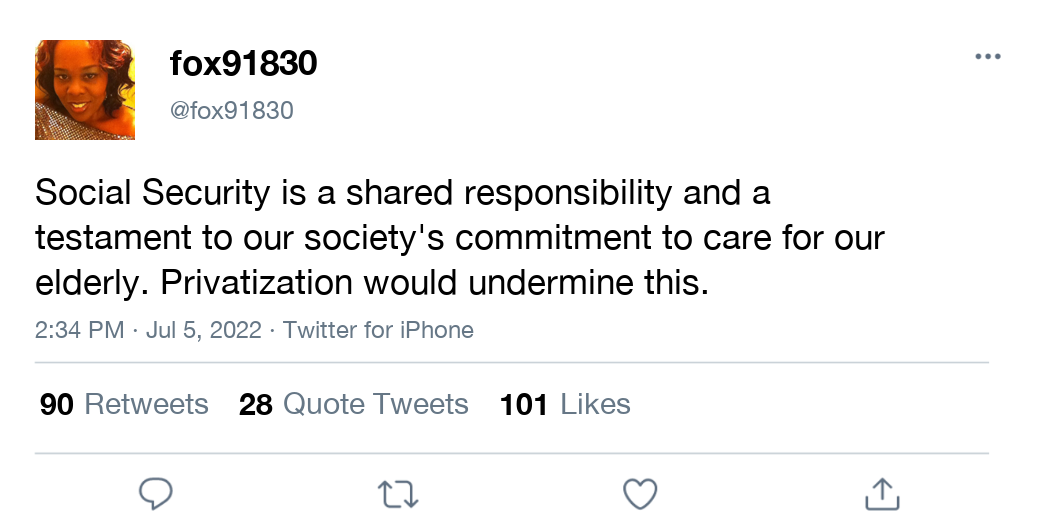 fox91830
@fox91830
Social Security is a shared responsibility and a
testament to our society's commitment to care for our
elderly. Privatization would undermine this.
2:34 PM · Jul 5, 2022 · Twitter for iPhone
90 Retweets 28 Quote Tweets 101 Likes